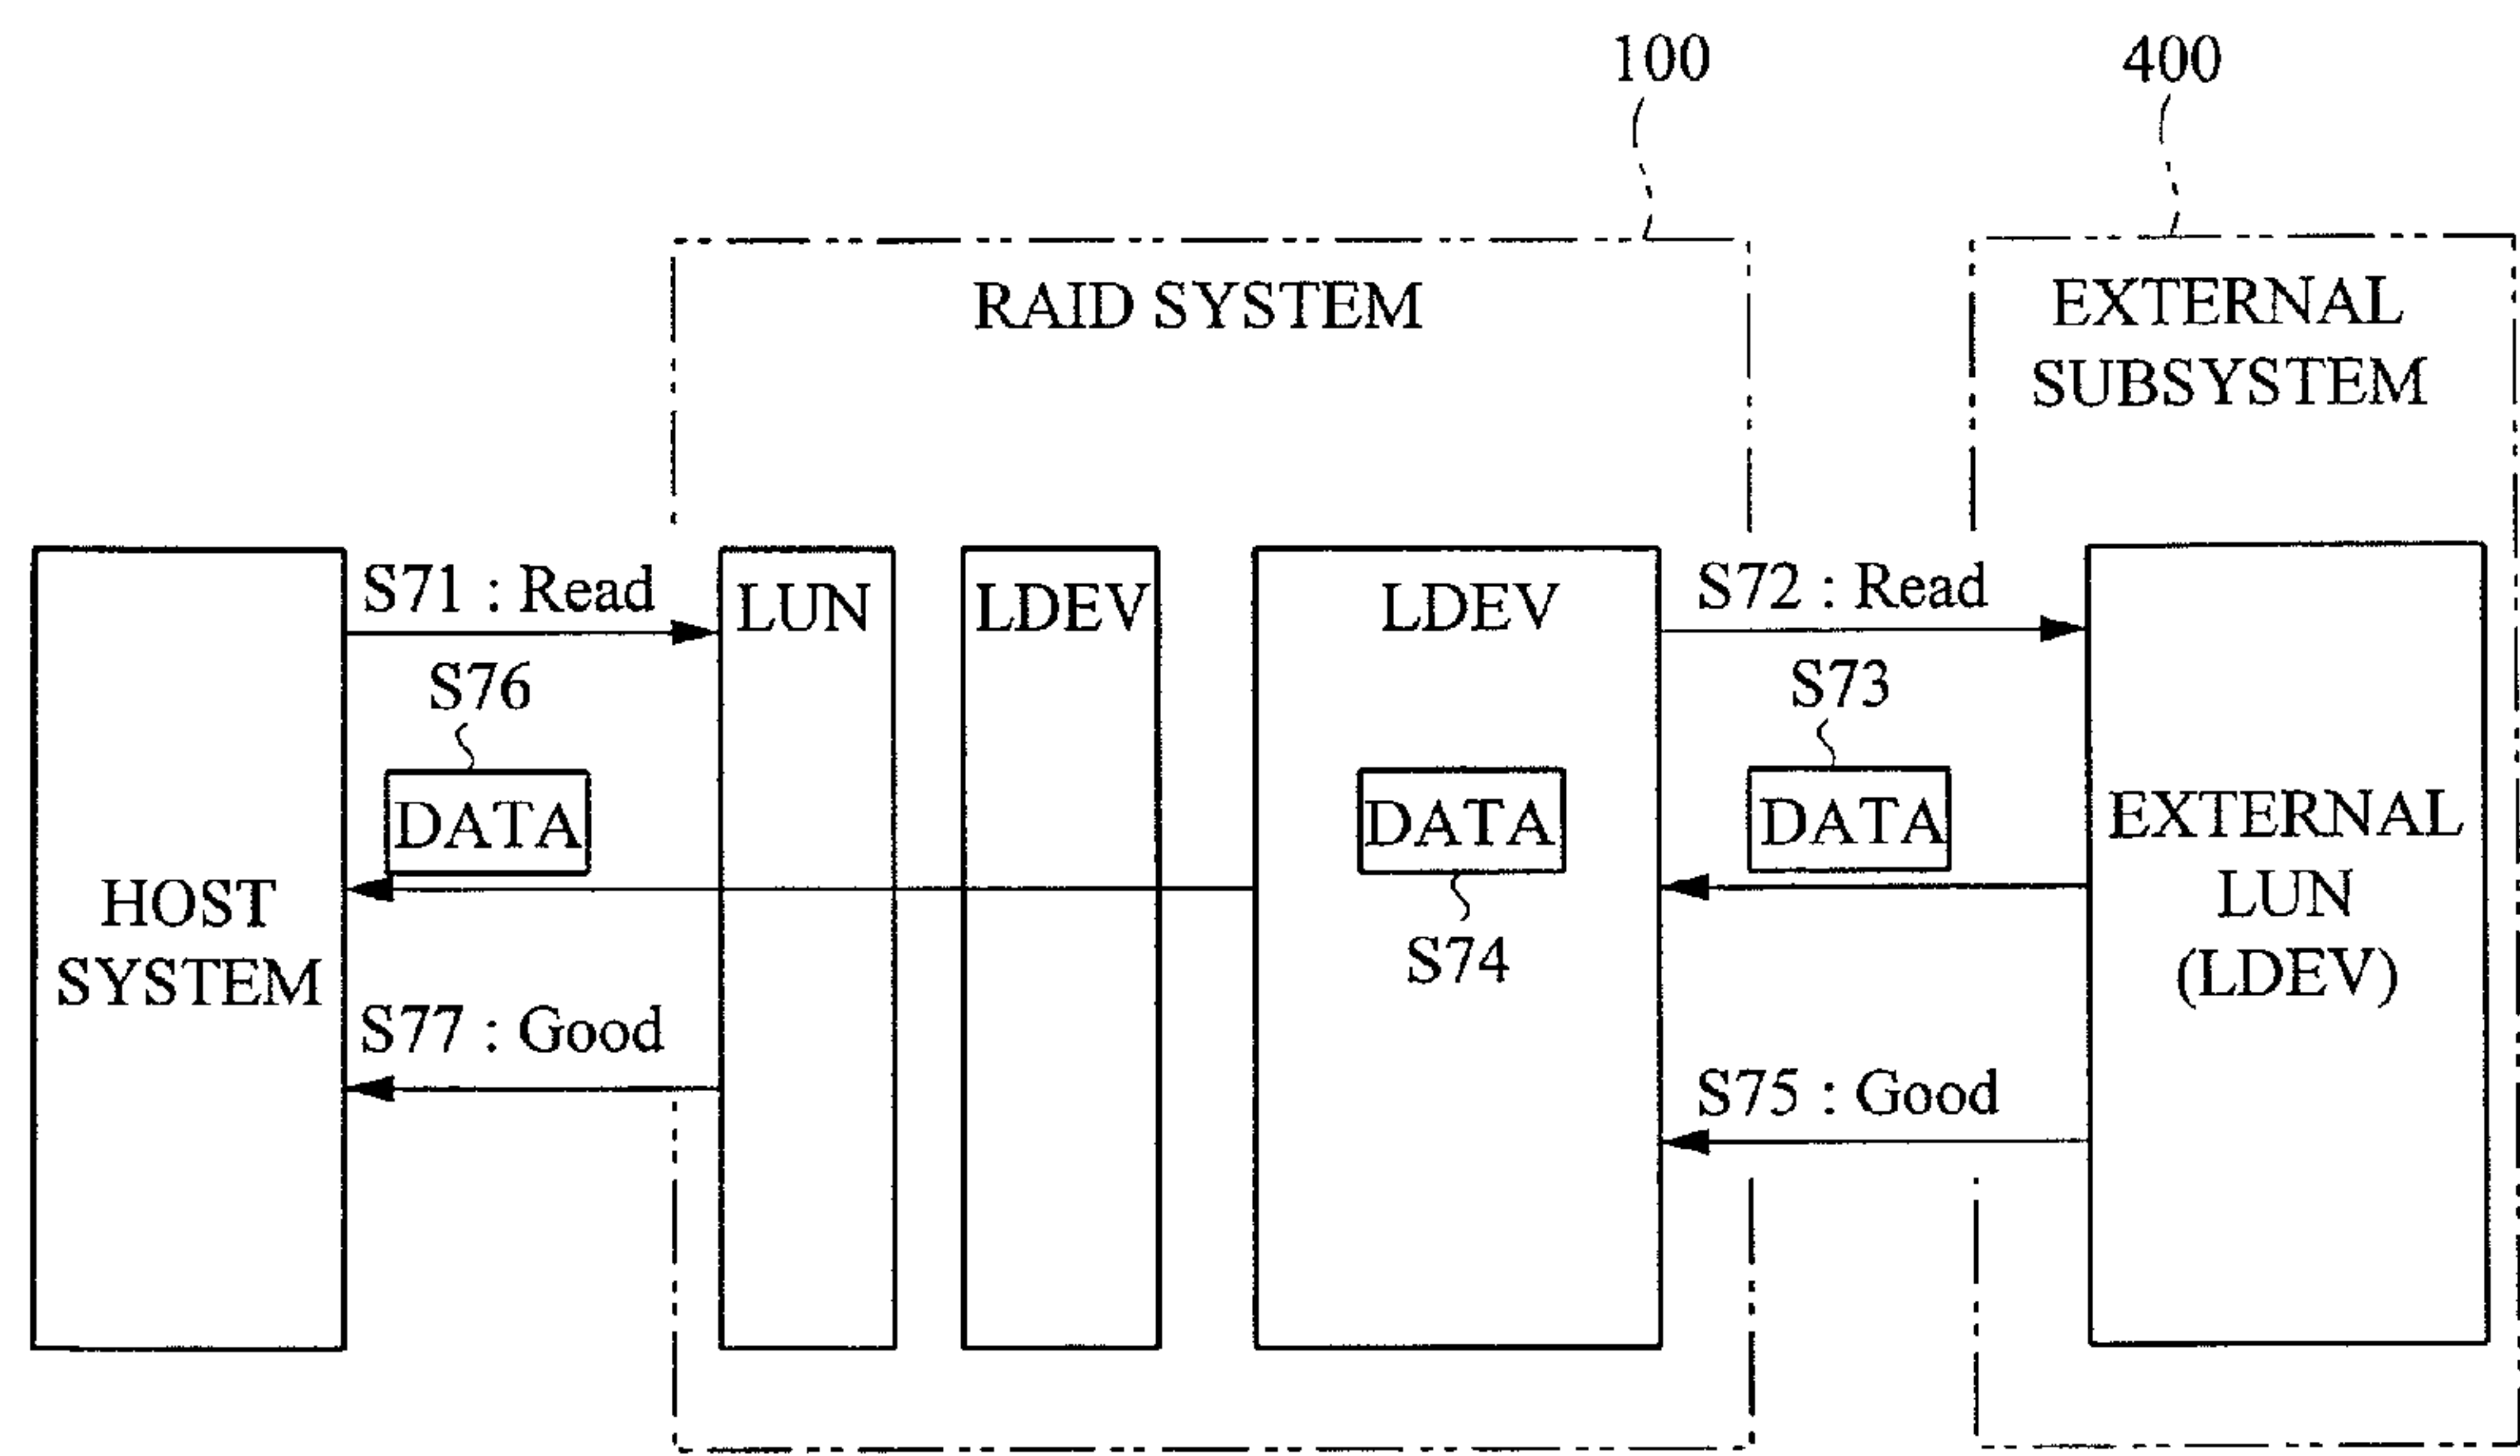 100
400
RAID SYSTEM
EXTERNAL
SUBSYSTEM
S71 : Read
LUN
LDEV
LDEV
S72 : Read
S76
S73
DATA
DATA
DATA
EXTERNAL
LUN
(LDEV)
HOST
SYSTEM
S74
S77 : Good
S75 : Good